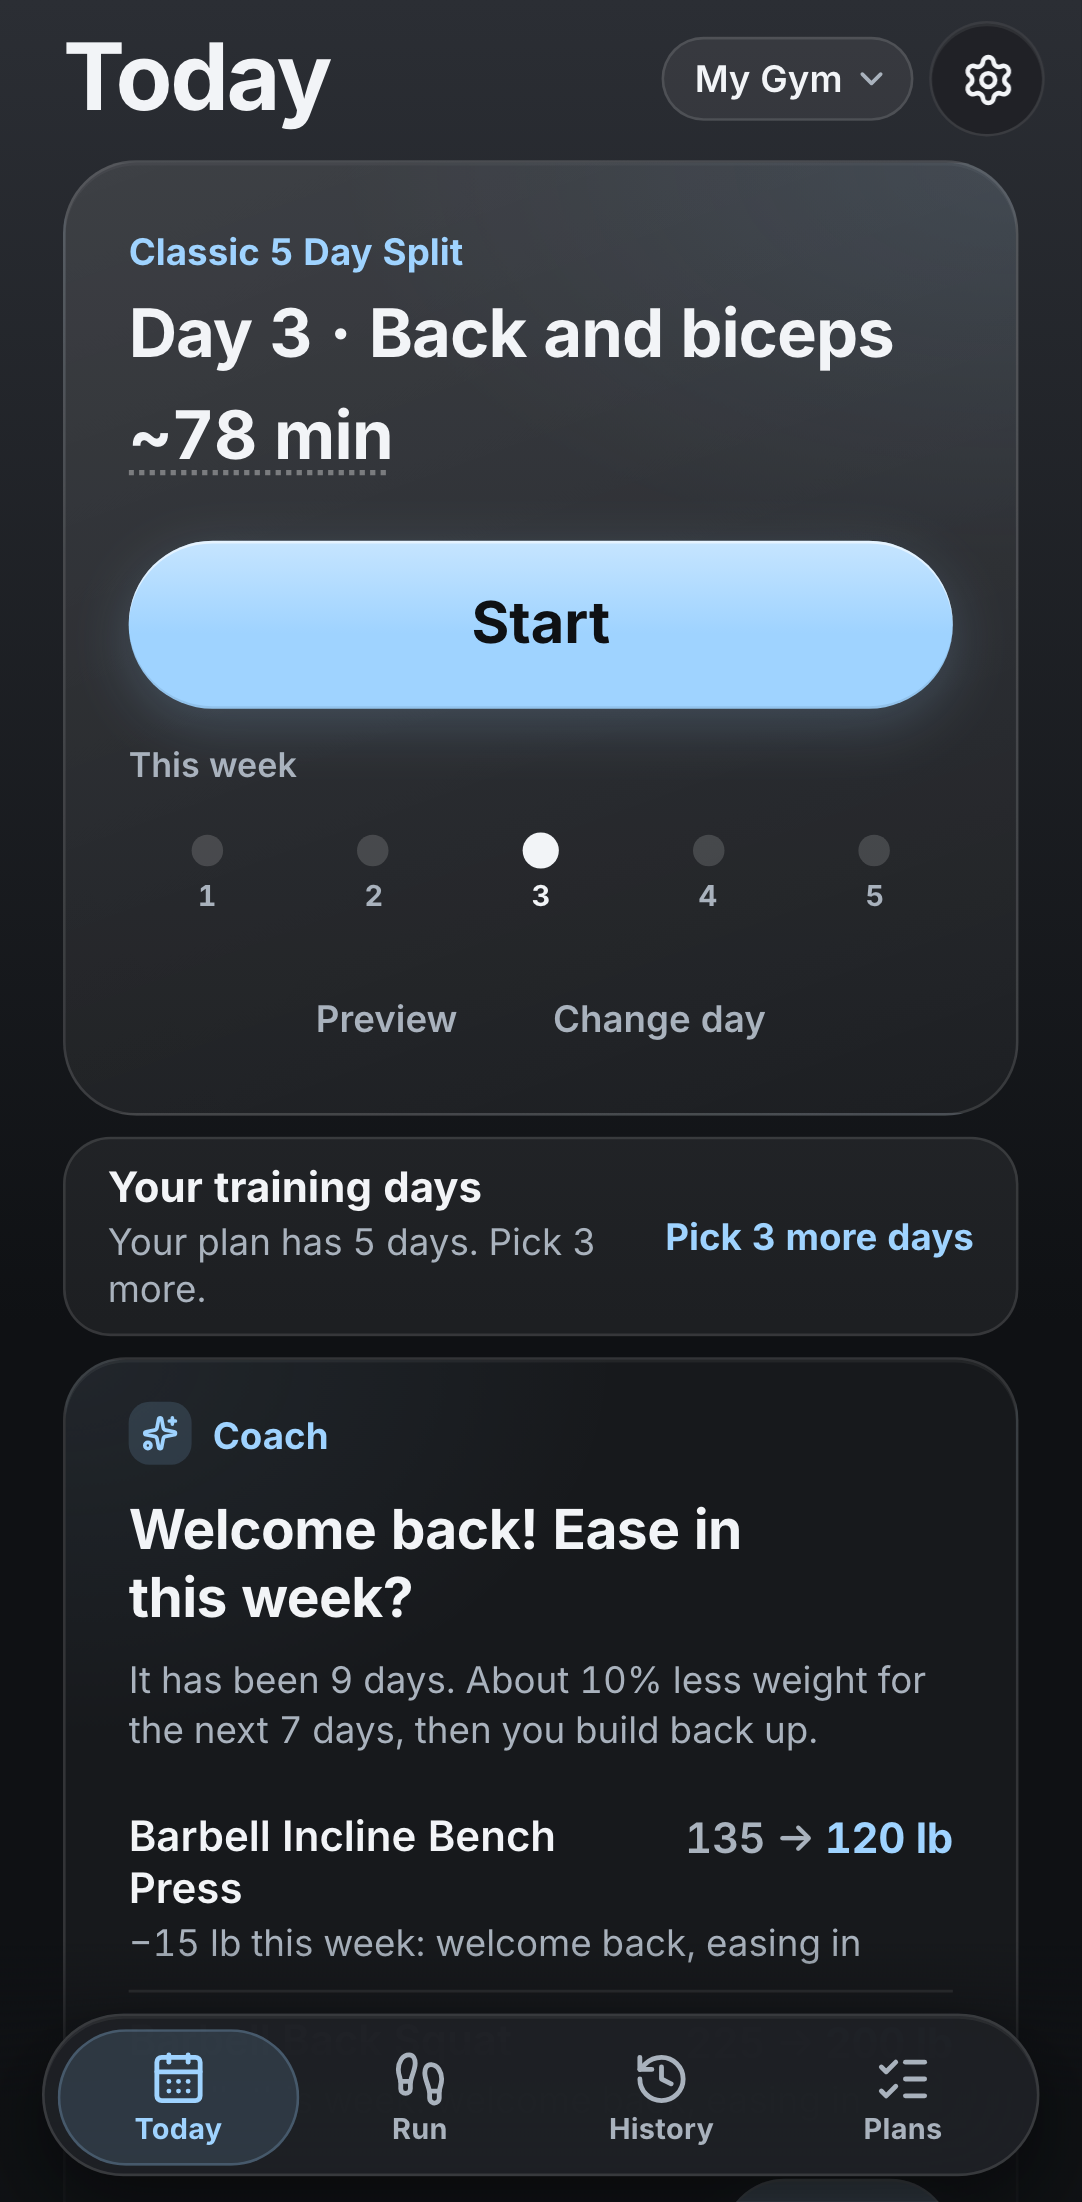 Today
My Gym
Classic 5 Day Split
Day 3 · Back and biceps
~78 min
Start
This week
1 2 3 4 5
Preview Change day
Your training days
Your plan has 5 days. Pick 3
more.
Pick 3 more days
Coach
Welcome back! Ease in
this week?
It has been 9 days. About 10% less weight for
the next 7 days, then you build back up.
Barbell Incline Bench
Press
135 → 120 lb
−15 lb this week: welcome back, easing in
Today Run History Plans